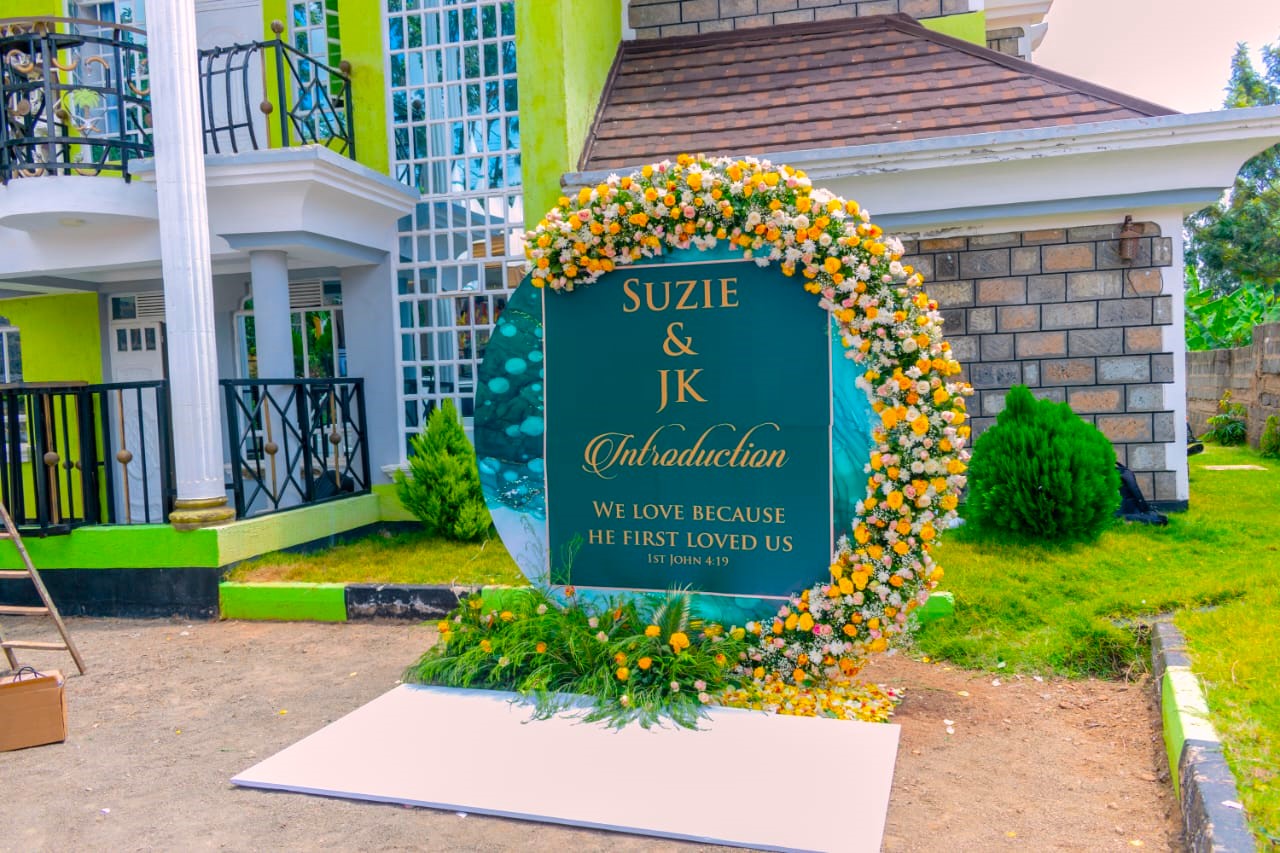 SUZIE
&
JK
Introduction
WE LOVE BECAUSE
HE FIRST LOVED US
1ST JOHN 4:19